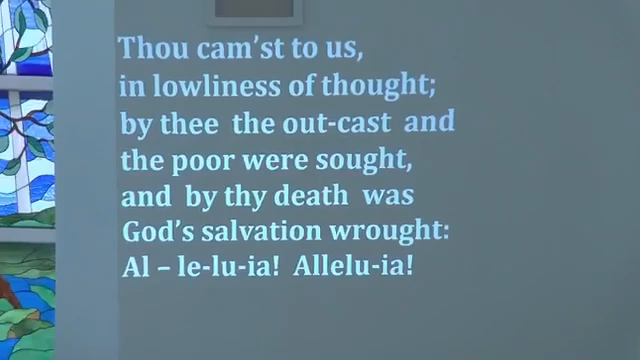 Thou cam’st to us,
in lowliness of thought;
by thee the out-cast and
the poor were sought,
and by thy death was
God’s salvation wrought:
Al – le-lu-ia! Allelu-ia!